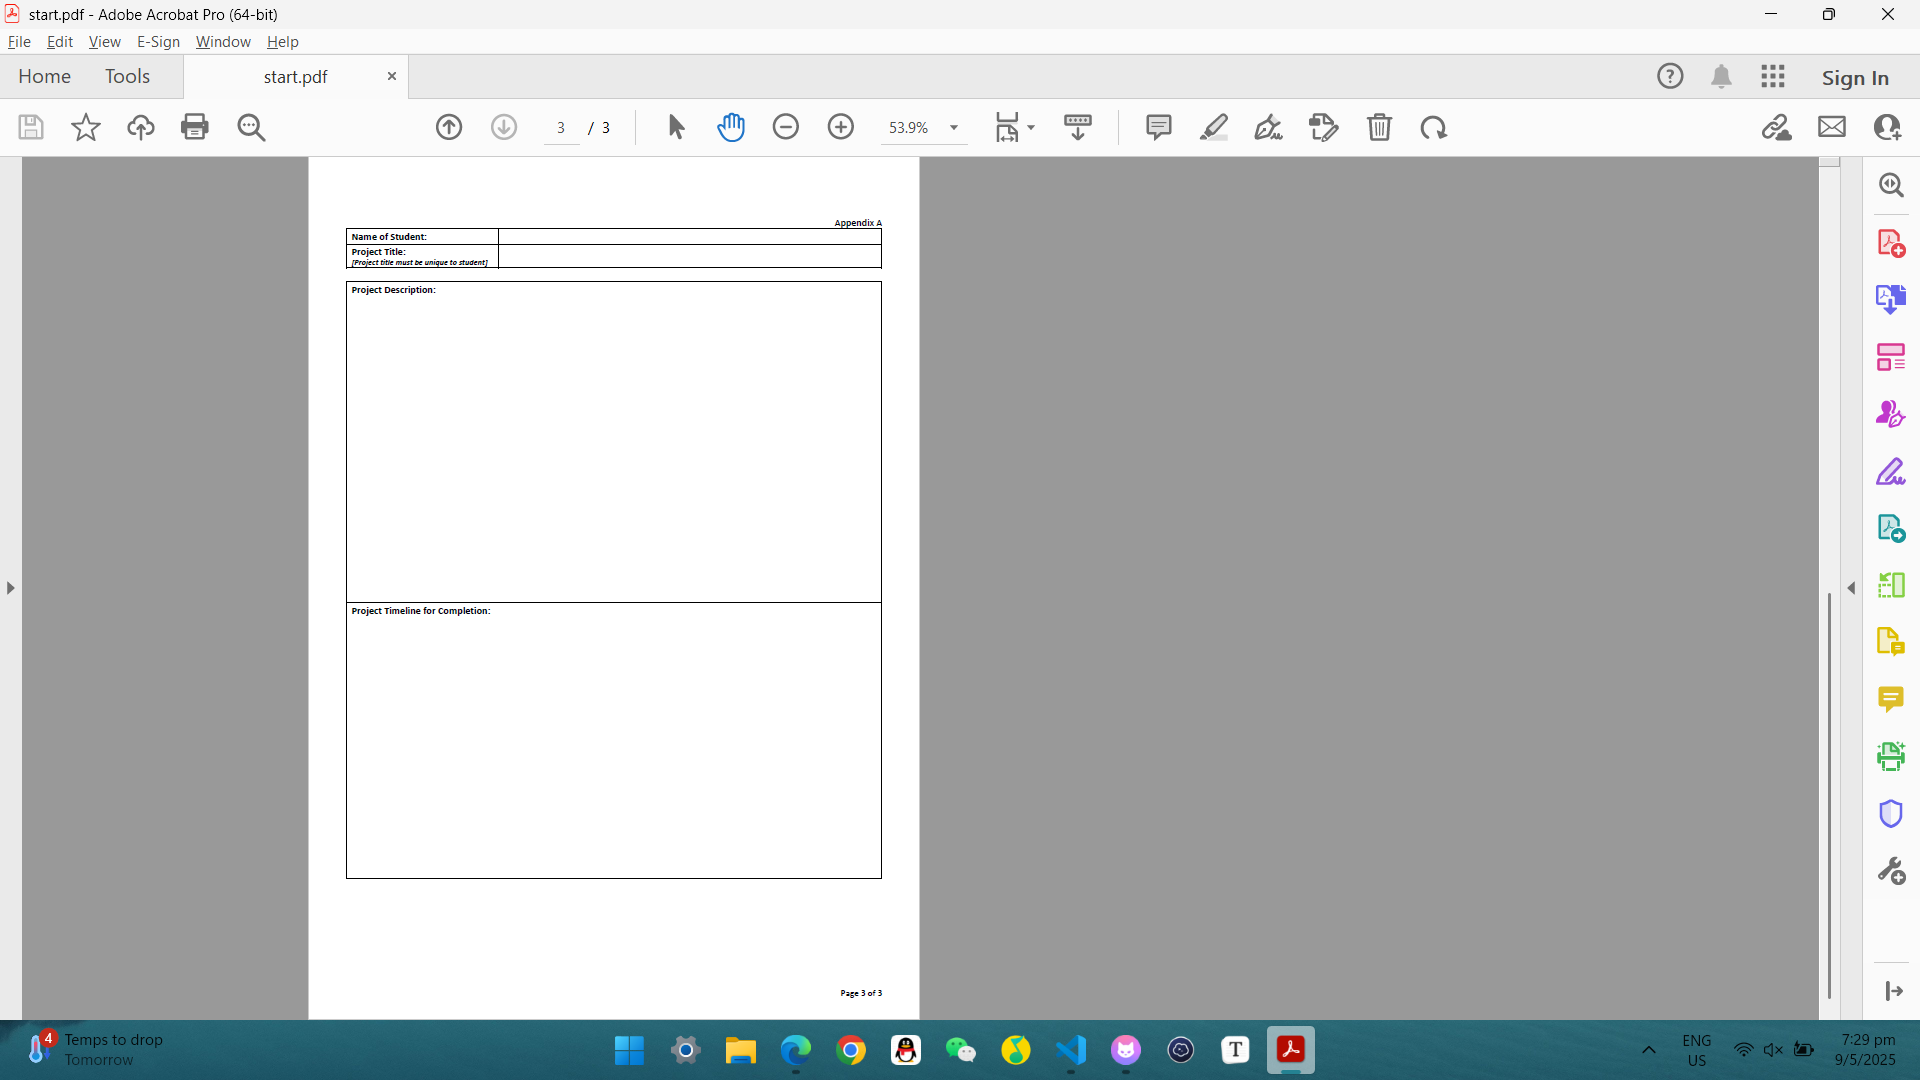 start.pdf - Adobe Acrobat Pro (64-bit)
File Edit View E-Sign Window Help
Home Tools start.pdf Sign In
3 / 3 53.9%
Appendix A
Name of Student:
Project Title:
[Project title must be unique to student]
Project Description:
Project Timeline for Completion:
Page 3 of 3
4 Temps to drop
Tomorrow
T
ENG
US
7:29 pm
9/5/2025